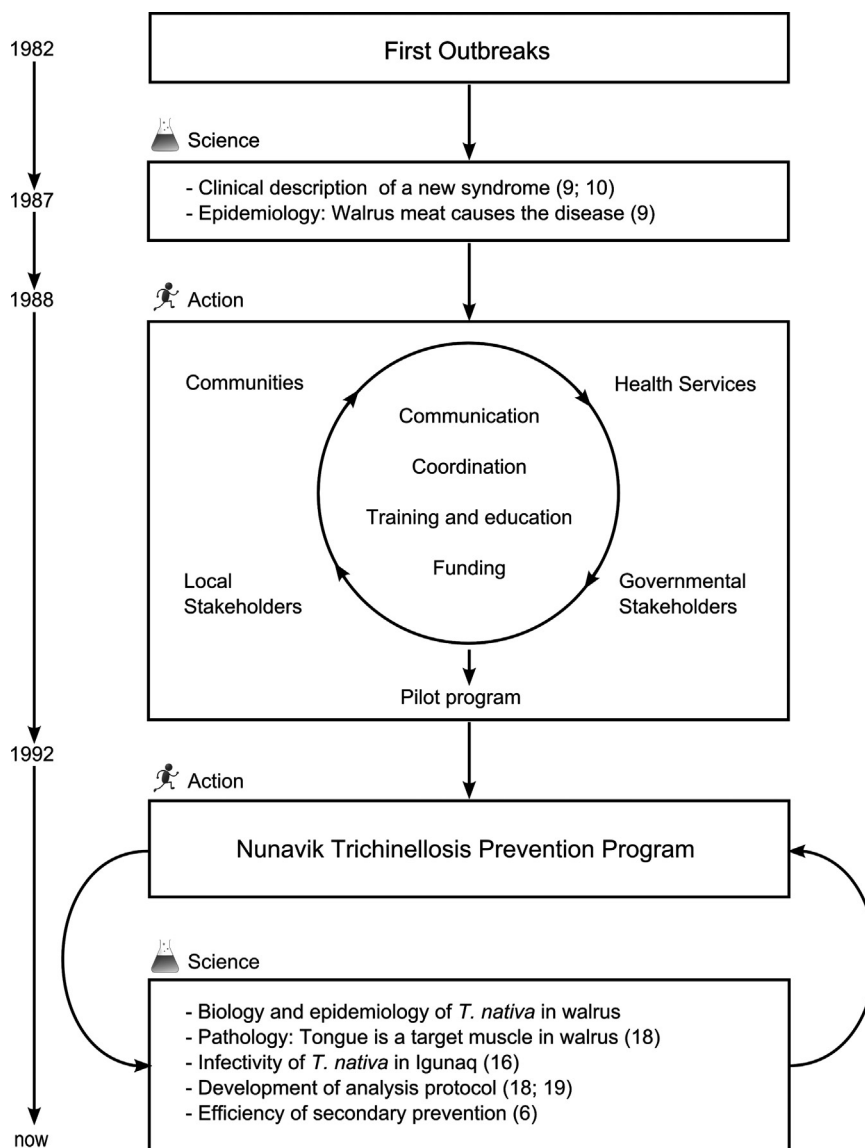 1982
First Outbreaks
Science
1987
- Clinical description of a new syndrome (9; 10)
- Epidemiology: Walrus meat causes the disease (9)
1988
Action
Communities
Health Services
Communication
Coordination
Training and education
Funding
Local
Stakeholders
Governmental
Stakeholders
Pilot program
1992
Action
Nunavik Trichinellosis Prevention Program
Science
- Biology and epidemiology of T. nativa in walrus
- Pathology: Tongue is a target muscle in walrus (18)
- Infectivity of T. nativa in Igunaq (16)
- Development of analysis protocol (18; 19)
- Efficiency of secondary prevention (6)
now